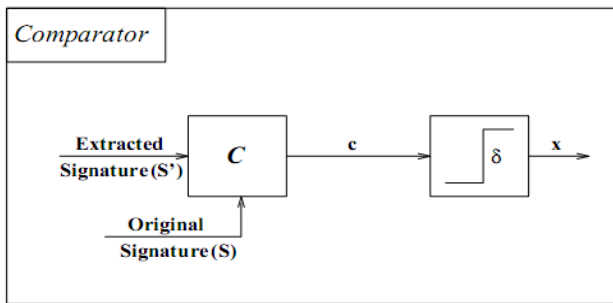 Comparator
Extracted
Signature(S')
C
c
δ
x
Original
Signature(S)